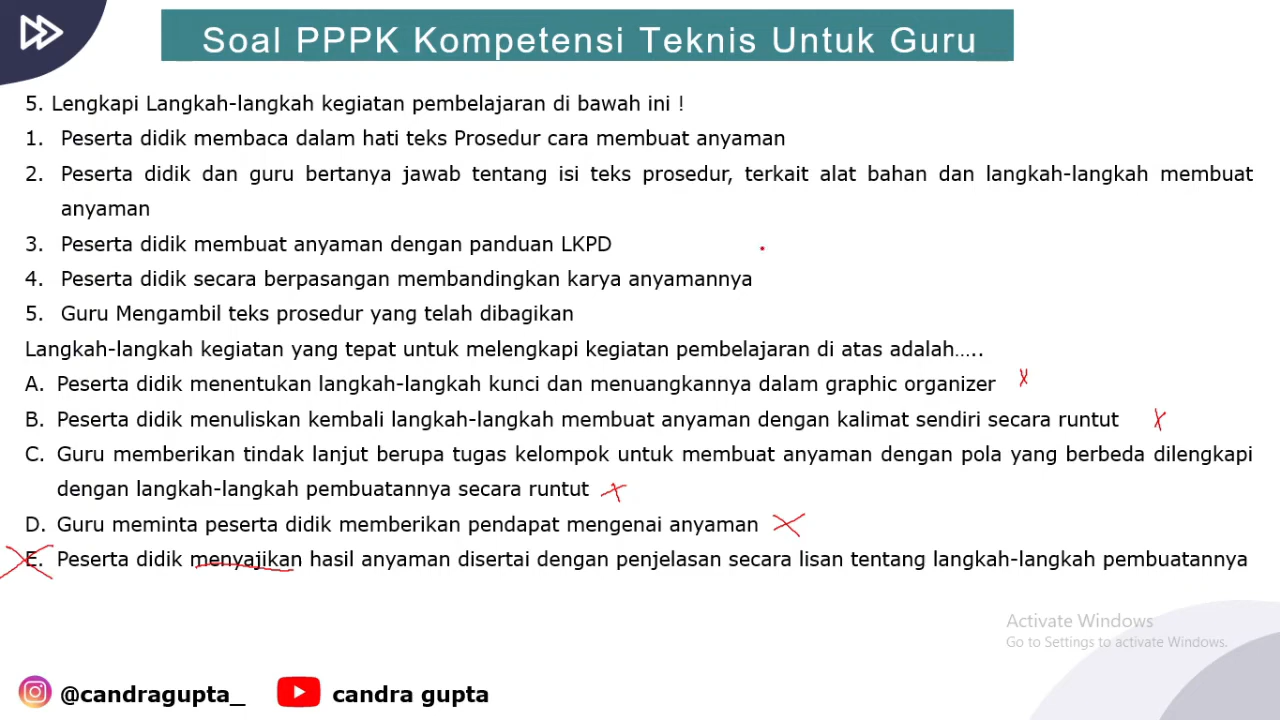 Soal PPPK Kompetensi Teknis Untuk Guru
5. Lengkapi Langkah-langkah kegiatan pembelajaran di bawah ini !
1. Peserta didik membaca dalam hati teks Prosedur cara membuat anyaman
2. Peserta didik dan guru bertanya jawab tentang isi teks prosedur, terkait alat bahan dan langkah-langkah membuat
anyaman
3. Peserta didik membuat anyaman dengan panduan LKPD
4. Peserta didik secara berpasangan membandingkan karya anyamannya
5. Guru Mengambil teks prosedur yang telah dibagikan
Langkah-langkah kegiatan yang tepat untuk melengkapi kegiatan pembelajaran di atas adalah…..
A. Peserta didik menentukan langkah-langkah kunci dan menuangkannya dalam graphic organizer
B. Peserta didik menuliskan kembali langkah-langkah membuat anyaman dengan kalimat sendiri secara runtut
C. Guru memberikan tindak lanjut berupa tugas kelompok untuk membuat anyaman dengan pola yang berbeda dilengkapi
dengan langkah-langkah pembuatannya secara runtut
D. Guru meminta peserta didik memberikan pendapat mengenai anyaman
E. Peserta didik menyajikan hasil anyaman disertai dengan penjelasan secara lisan tentang langkah-langkah pembuatannya
Activate Windows
Go to Settings to activate Windows.
@candragupta_ candra gupta